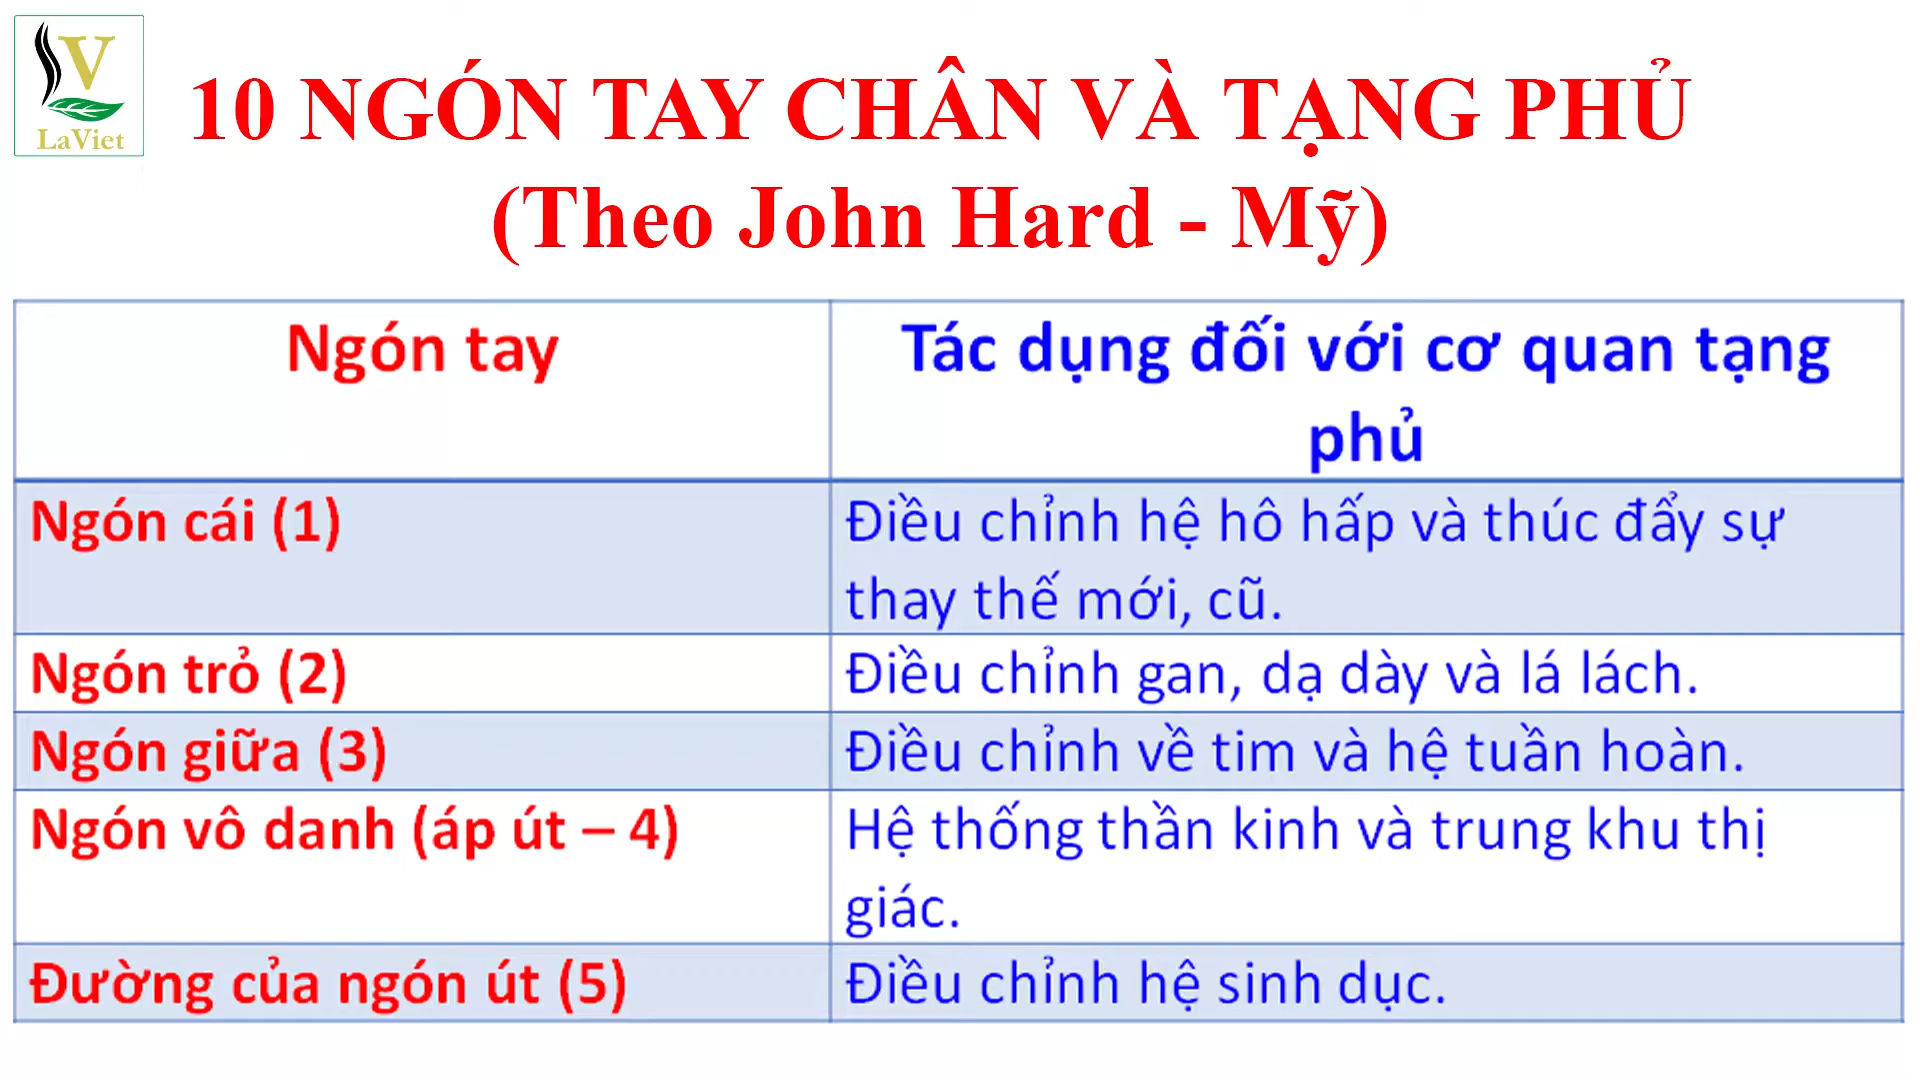 V
LaViet
10 NGÓN TAY CHÂN VÀ TẠNG PHỦ
(Theo John Hard - Mỹ)
Ngón tay
Tác dụng đối với cơ quan tạng
phủ
Ngón cái (1)
Điều chỉnh hệ hô hấp và thúc đẩy sự
thay thế mới, cũ.
Ngón trỏ (2)
Điều chỉnh gan, dạ dày và lá lách.
Ngón giữa (3)
Điều chỉnh về tim và hệ tuần hoàn.
Ngón vô danh (áp út – 4)
Hệ thống thần kinh và trung khu thị
giác.
Đường của ngón út (5)
Điều chỉnh hệ sinh dục.